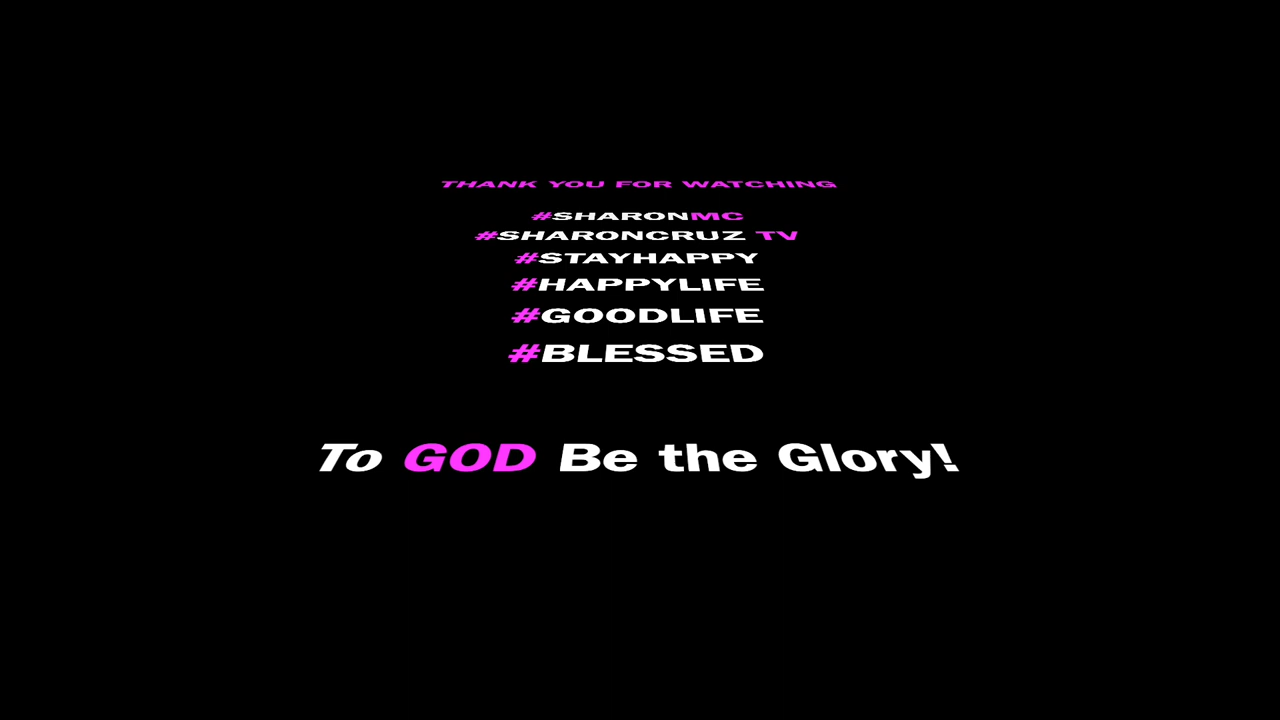 THANK YOU FOR WATCHING
#SHARONMC
#SHARONCRUZ TV
#STAYHAPPY
#HAPPYLIFE
#GOODLIFE
#BLESSED
To GOD Be the Glory!